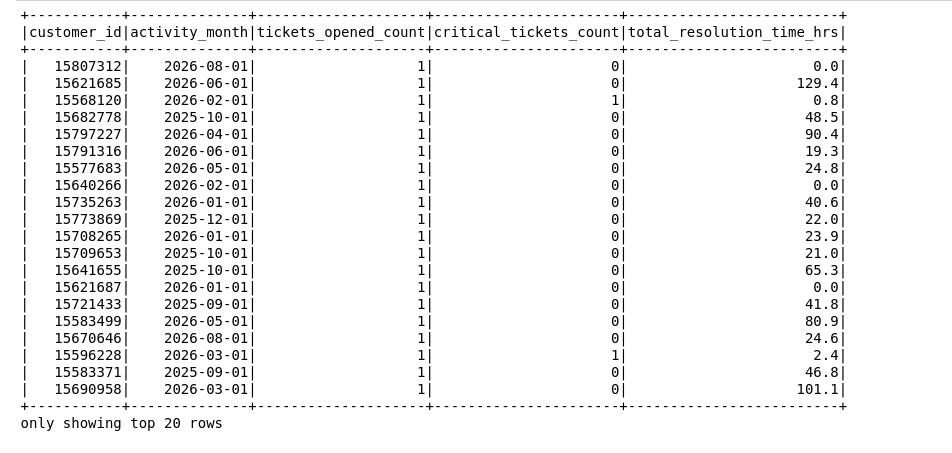 +-----------+--------------+--------------------+----------------------+-------------------------+
|customer_id|activity_month|tickets_opened_count|critical_tickets_count|total_resolution_time_hrs|
+-----------+--------------+--------------------+----------------------+-------------------------+
|   15807312|    2026-08-01|                   1|                     0|                      0.0|
|   15621685|    2026-06-01|                   1|                     0|                    129.4|
|   15568120|    2026-02-01|                   1|                     1|                      0.8|
|   15682778|    2025-10-01|                   1|                     0|                     48.5|
|   15797227|    2026-04-01|                   1|                     0|                     90.4|
|   15791316|    2026-06-01|                   1|                     0|                     19.3|
|   15577683|    2026-05-01|                   1|                     0|                     24.8|
|   15640266|    2026-02-01|                   1|                     0|                      0.0|
|   15735263|    2026-01-01|                   1|                     0|                     40.6|
|   15773869|    2025-12-01|                   1|                     0|                     22.0|
|   15708265|    2026-01-01|                   1|                     0|                     23.9|
|   15709653|    2025-10-01|                   1|                     0|                     21.0|
|   15641655|    2025-10-01|                   1|                     0|                     65.3|
|   15621687|    2026-01-01|                   1|                     0|                      0.0|
|   15721433|    2025-09-01|                   1|                     0|                     41.8|
|   15583499|    2026-05-01|                   1|                     0|                     80.9|
|   15670646|    2026-08-01|                   1|                     0|                     24.6|
|   15596228|    2026-03-01|                   1|                     1|                      2.4|
|   15583371|    2025-09-01|                   1|                     0|                     46.8|
|   15690958|    2026-03-01|                   1|                     0|                    101.1|
+-----------+--------------+--------------------+----------------------+-------------------------+
only showing top 20 rows